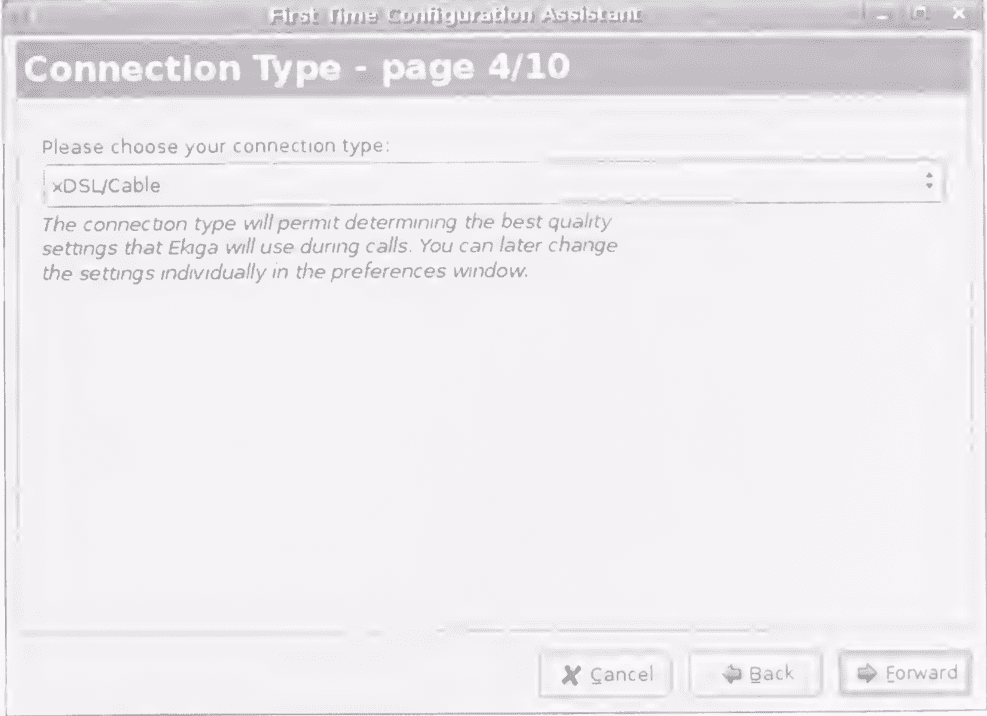 First Time Configuration Assistant
Connection Type - page 4/10
Please choose your connection type:
xDSL/Cable
The connection type will permit determining the best quality
settings that Ekiga will use during calls. You can later change
the settings individually in the preferences window.
Cancel Back Forward